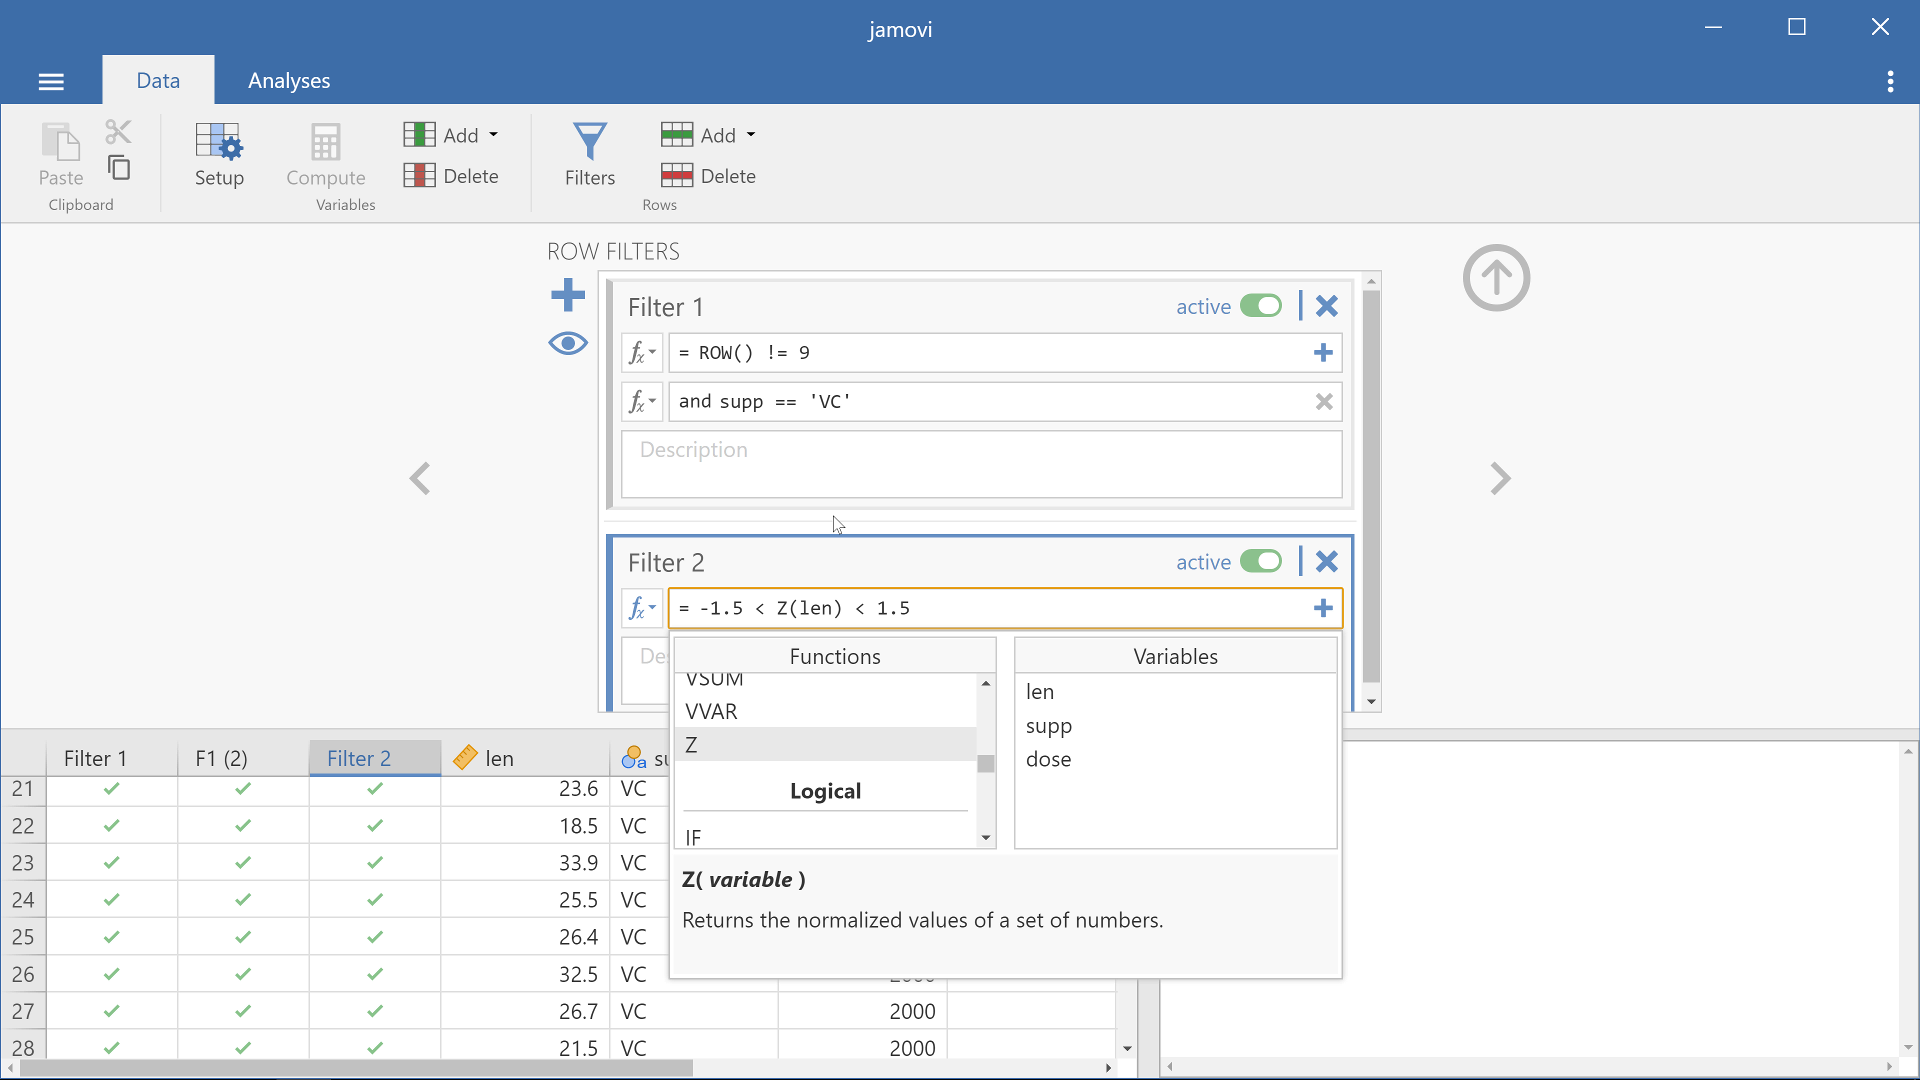 jamovi
Data
Analyses
Paste
Clipboard
Setup
Compute
Add
Delete
Variables
Filters
Add
Delete
Rows
ROW FILTERS
Filter 1
active
fx
= ROW() != 9
fx
and supp == 'VC'
Description
Filter 2
active
fx
= -1.5 < Z(len) < 1.5
De
Functions
VSUM
VVAR
Z
Logical
IF
Variables
len
supp
dose
Z( variable )
Returns the normalized values of a set of numbers.
Filter 1 F1 (2) Filter 2 len a su
21 23.6 VC
22 18.5 VC
23 33.9 VC
24 25.5 VC
25 26.4 VC
26 32.5 VC 2000
27 26.7 VC 2000
28 21.5 VC 2000